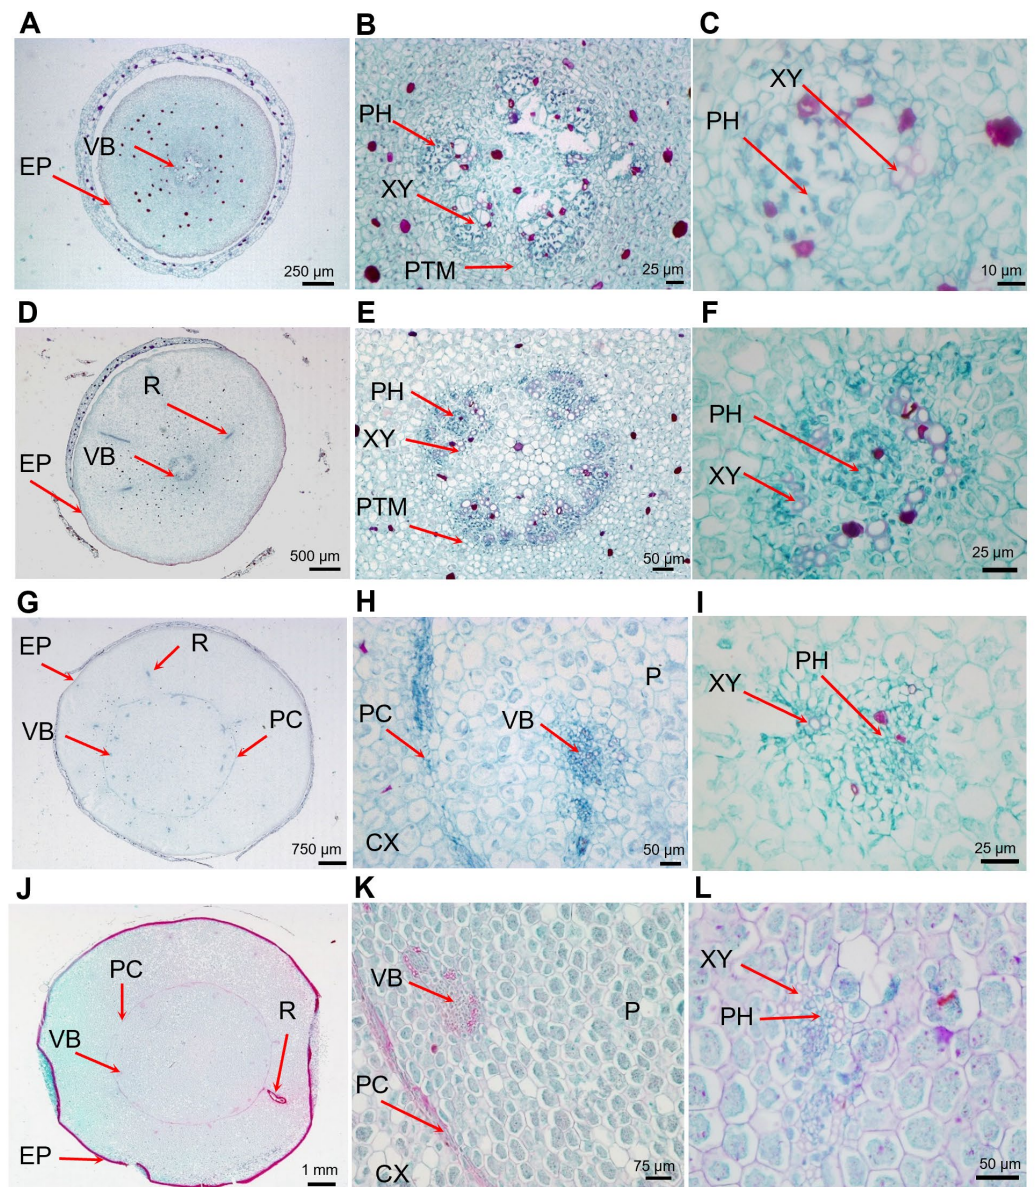 A
VB
EP
250 µm
B
PH
XY
PTM
25 µm
C
XY
PH
10 µm
D
R
VB
EP
500 µm
E
PH
XY
PTM
50 µm
F
PH
XY
25 µm
G
EP
R
VB
PC
750 µm
H
P
PC
VB
CX
50 µm
I
PH
XY
25 µm
J
PC
R
VB
EP
1 mm
K
VB
P
PC
CX
75 µm
L
XY
PH
50 µm